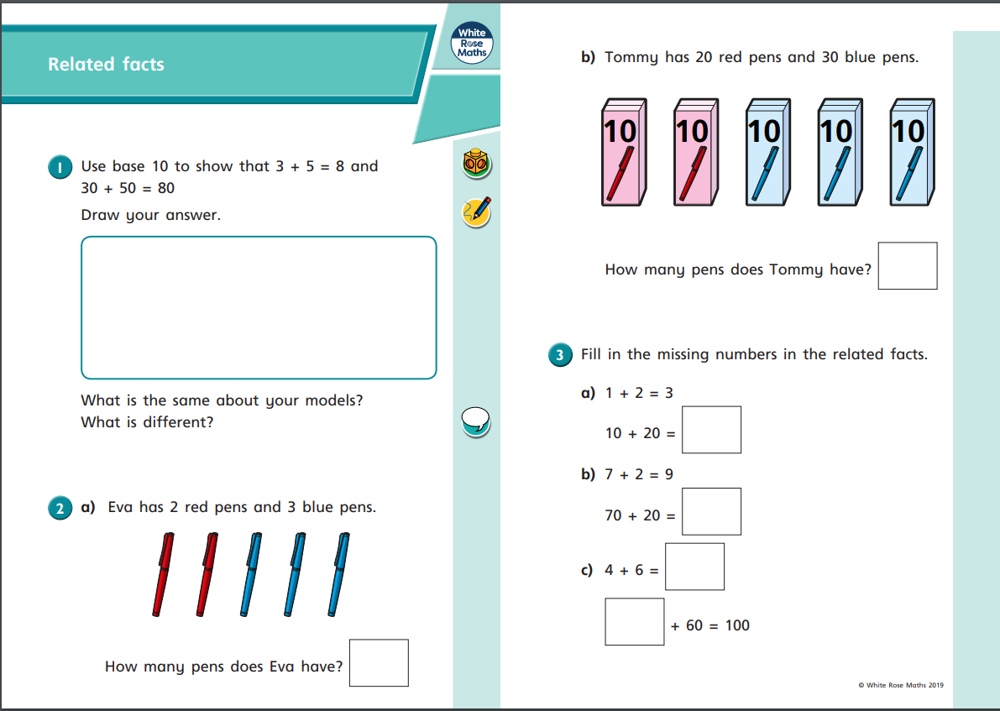 Related facts
White
Rose
Maths
1 Use base 10 to show that 3 + 5 = 8 and
30 + 50 = 80
Draw your answer.
What is the same about your models?
What is different?
2 a) Eva has 2 red pens and 3 blue pens.
How many pens does Eva have?
b) Tommy has 20 red pens and 30 blue pens.
10 10 10 10 10
How many pens does Tommy have?
3 Fill in the missing numbers in the related facts.
a) 1 + 2 = 3
10 + 20 =
b) 7 + 2 = 9
70 + 20 =
c) 4 + 6 =
+ 60 = 100
© White Rose Maths 2019